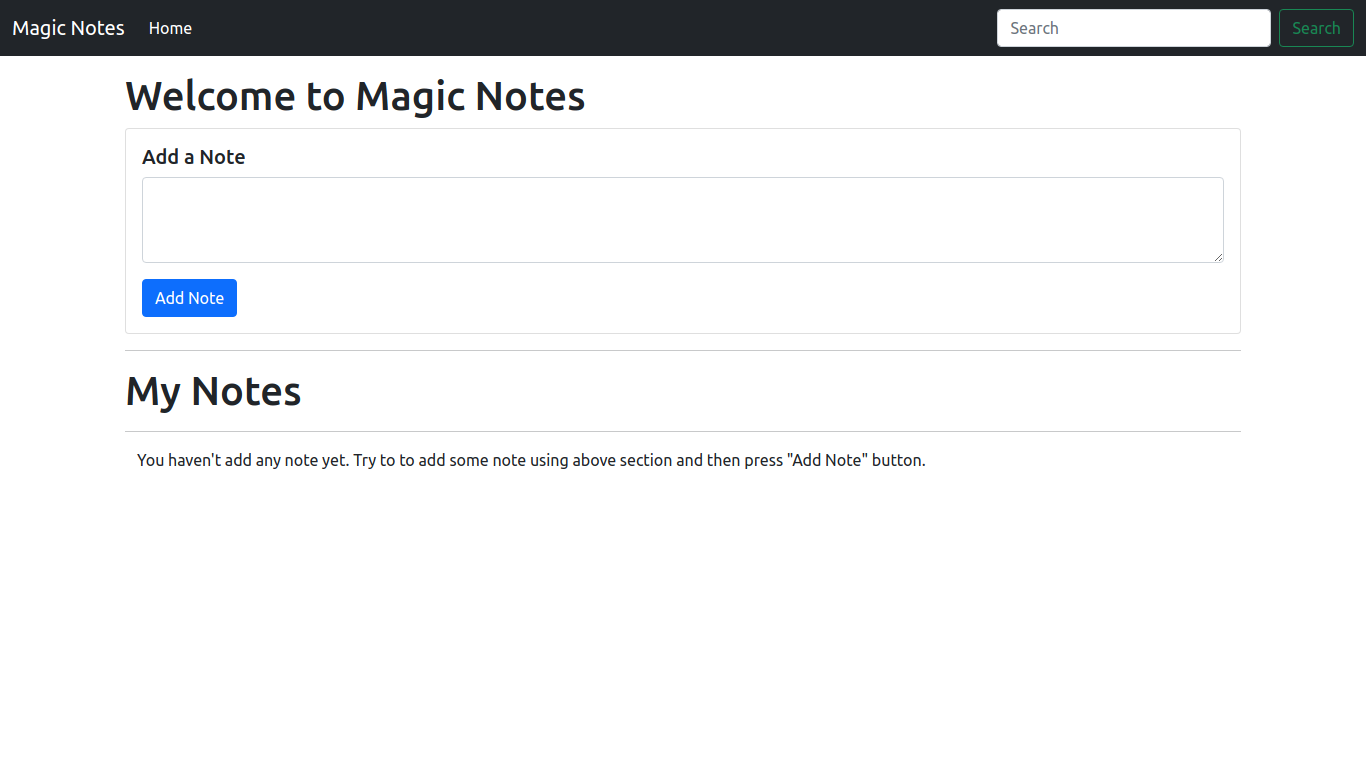 Magic Notes Home Search Search
Welcome to Magic Notes
Add a Note
Add Note
My Notes
You haven't add any note yet. Try to to add some note using above section and then press "Add Note" button.